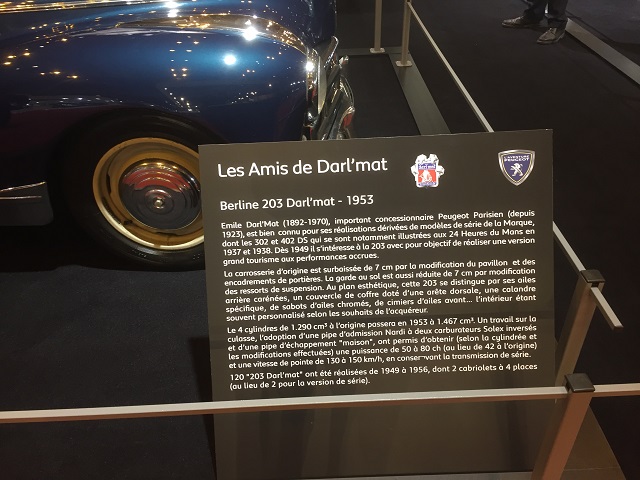 Les Amis de Darl'mat
Berline 203 Darl'mat - 1953
Emile Darl'Mat (1892-1970), important concessionnaire Peugeot Parisien (depuis
1923), est bien connu pour ses réalisations dérivées de modèles de série de la Marque,
dont les 302 et 402 DS qui se sont notamment illustrées aux 24 Heures du Mans en
1937 et 1938. Dès 1949 il s'intéresse à la 203 avec pour objectif de réaliser une version
grand tourisme aux performances accrues.
La carrosserie d'origine est surbaissée de 7 cm par la modification du pavillon et des
encadrements de portières. La garde au sol est aussi réduite de 7 cm par modification
des ressorts de suspension. Au plan esthétique, cette 203 se distingue par ses ailes
arrière carénées, un couvercle de coffre doté d'une arête dorsale, une calandre
spécifique, de sabots d'ailes chromés, de cimiers d'ailes avant... l'intérieur étant
souvent personnalisé selon les souhaits de l'acquéreur.
Le 4 cylindres de 1.290 cm³ à l'origine passera en 1953 à 1.467 cm³. Un travail sur la
culasse, l'adoption d'une pipe d'admission Nardi à deux carburateurs Solex inversés
et d'une pipe d'échappement "maison", ont permis d'obtenir (selon la cylindrée et
les modifications effectuées) une puissance de 50 à 80 ch (au lieu de 42 à l'origine)
et une vitesse de pointe de 130 à 150 km/h, en conser¬vant la transmission de série.
120 "203 Darl'mat" ont été réalisées de 1949 à 1956, dont 2 cabriolets à 4 places
(au lieu de 2 pour la version de série).